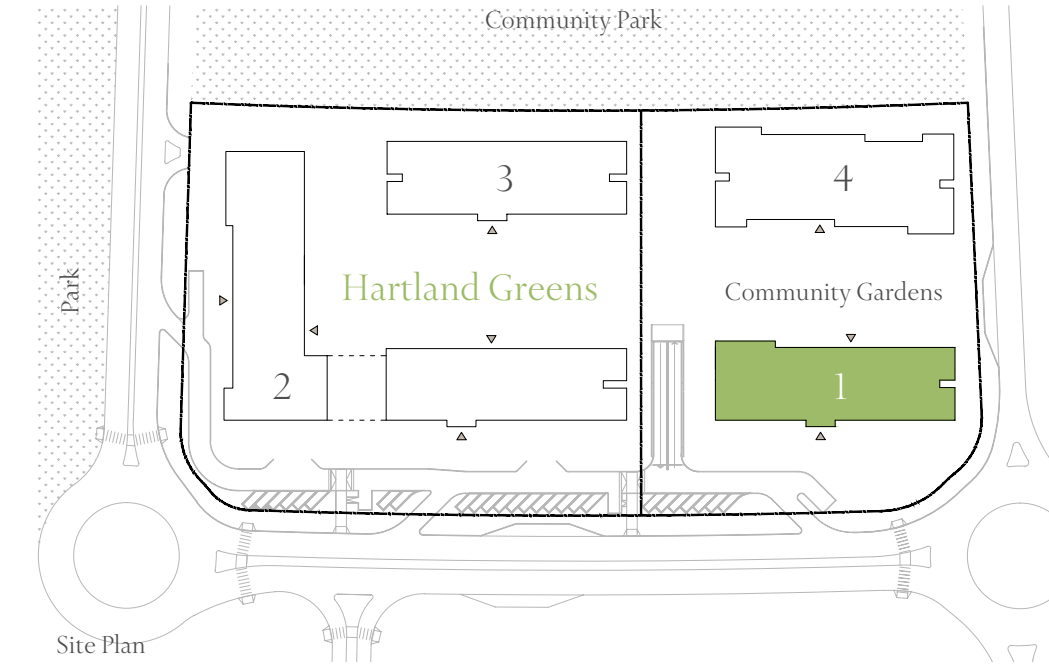 Community Park
3
4
Park
Hartland Greens
Community Gardens
2
1
Site Plan